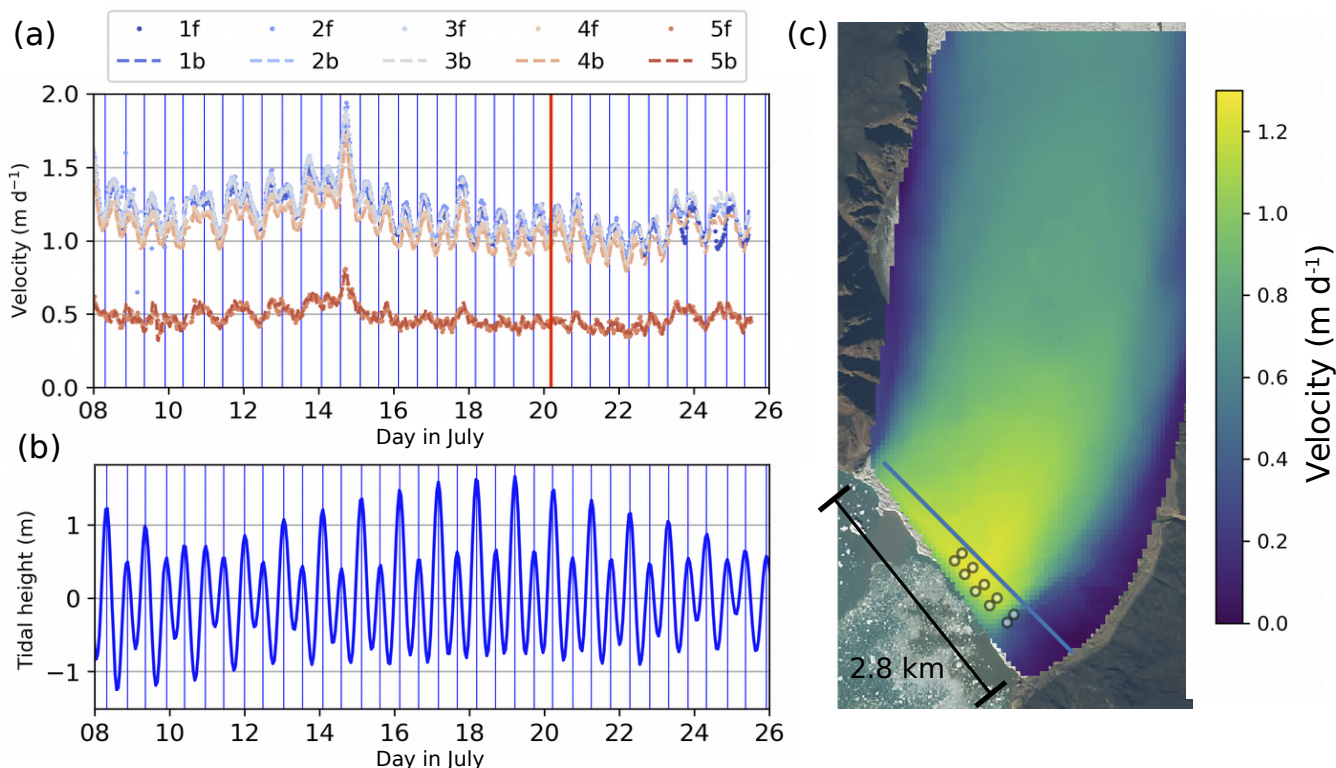 (a)
1f 2f 3f 4f 5f
1b 2b 3b 4b 5b
2.0
1.5
1.0
0.5
0.0
Velocity (m d⁻¹)
08 10 12 14 16 18 20 22 24 26
Day in July
(b)
1
0
−1
Tidal height (m)
08 10 12 14 16 18 20 22 24 26
Day in July
(c)
2.8 km
1.2
1.0
0.8
0.6
0.4
0.2
0.0
Velocity (m d⁻¹)